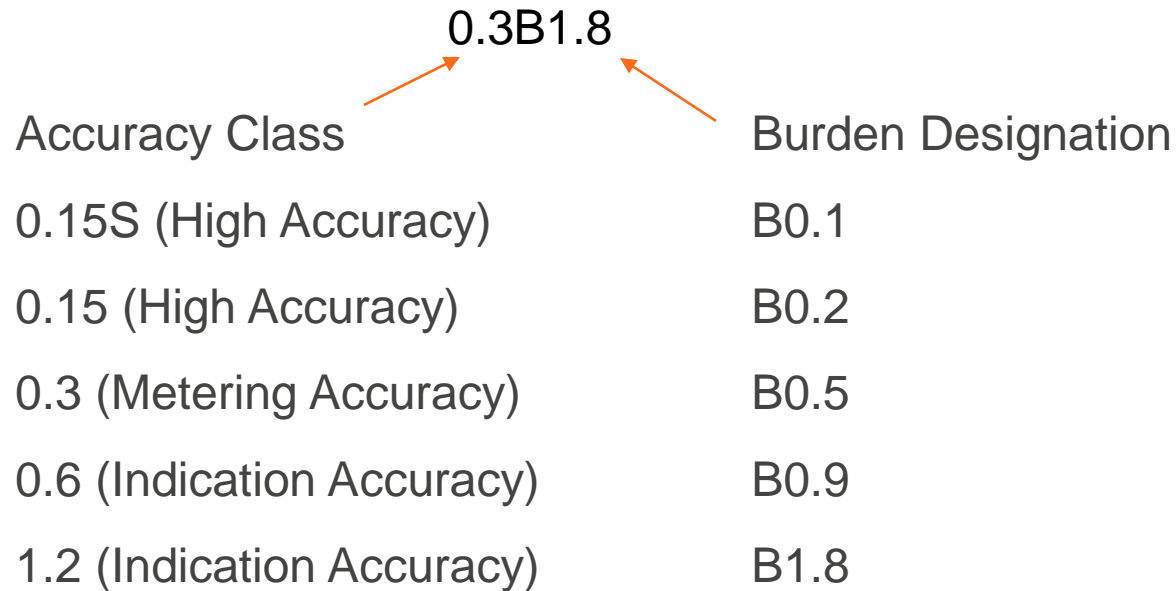 0.3B1.8
Accuracy Class Burden Designation
0.15S (High Accuracy) B0.1
0.15 (High Accuracy) B0.2
0.3 (Metering Accuracy) B0.5
0.6 (Indication Accuracy) B0.9
1.2 (Indication Accuracy) B1.8